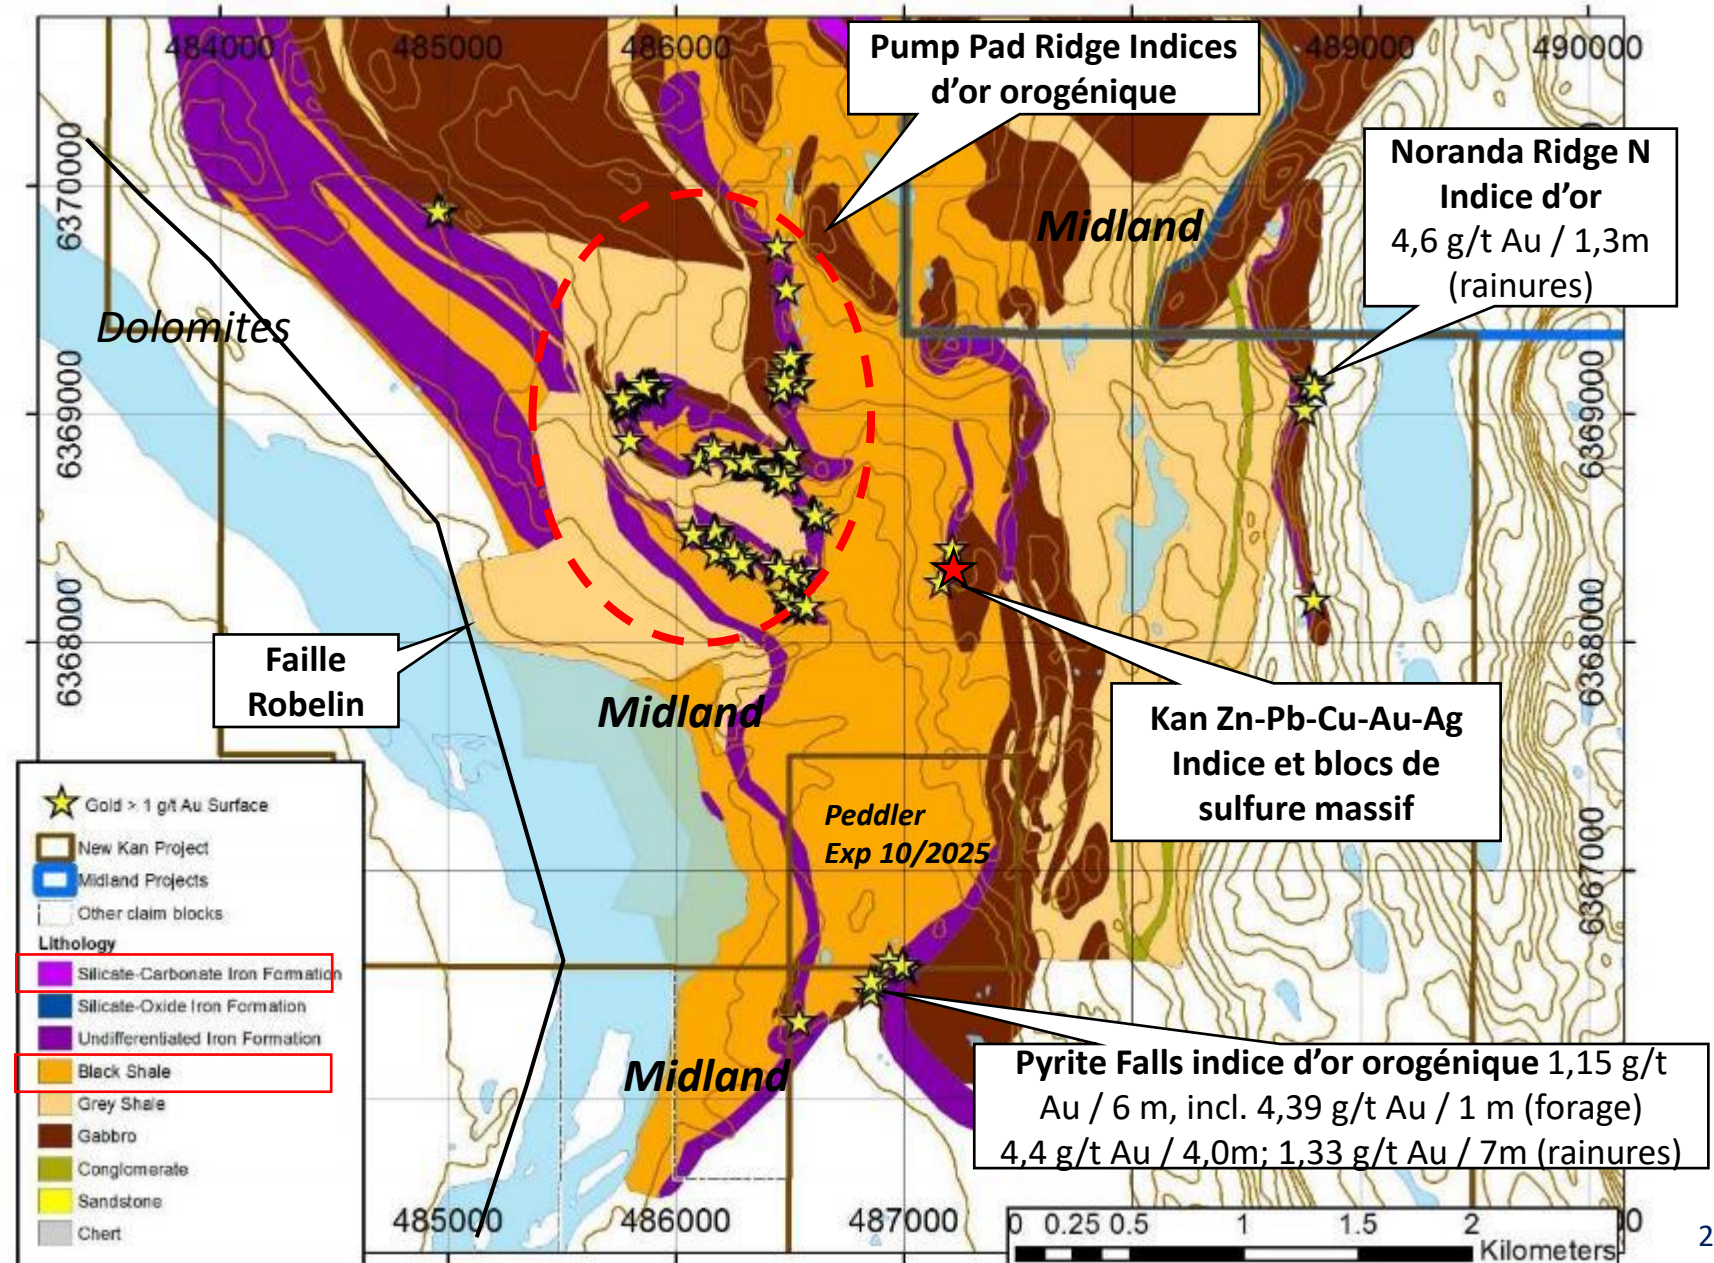 484000
485000
486000
489000
490000
Pump Pad Ridge Indices
d'or orogénique
Noranda Ridge N
Indice d'or
4,6 g/t Au / 1,3m
(rainures)
6370000
Midland
Dolomites
6369000
6369000
6368000
6368000
Faille
Robelin
Midland
Kan Zn-Pb-Cu-Au-Ag
Indice et blocs de
sulfure massif
Peddler
Exp 10/2025
6367000
Gold > 1 g/t Au Surface
New Kan Project
Midland Projects
Other claim blocks
Lithology
Silicate-Carbonate Iron Formation
Silicate-Oxide Iron Formation
Undifferentiated Iron Formation
Black Shale
Grey Shale
Gabbro
Conglomerate
Sandstone
Chert
Midland
Pyrite Falls indice d'or orogénique 1,15 g/t
Au / 6 m, incl. 4,39 g/t Au / 1 m (forage)
4,4 g/t Au / 4,0m; 1,33 g/t Au / 7m (rainures)
485000
486000
487000
0
0 0.25 0.5 1 1.5 2
Kilometers
2